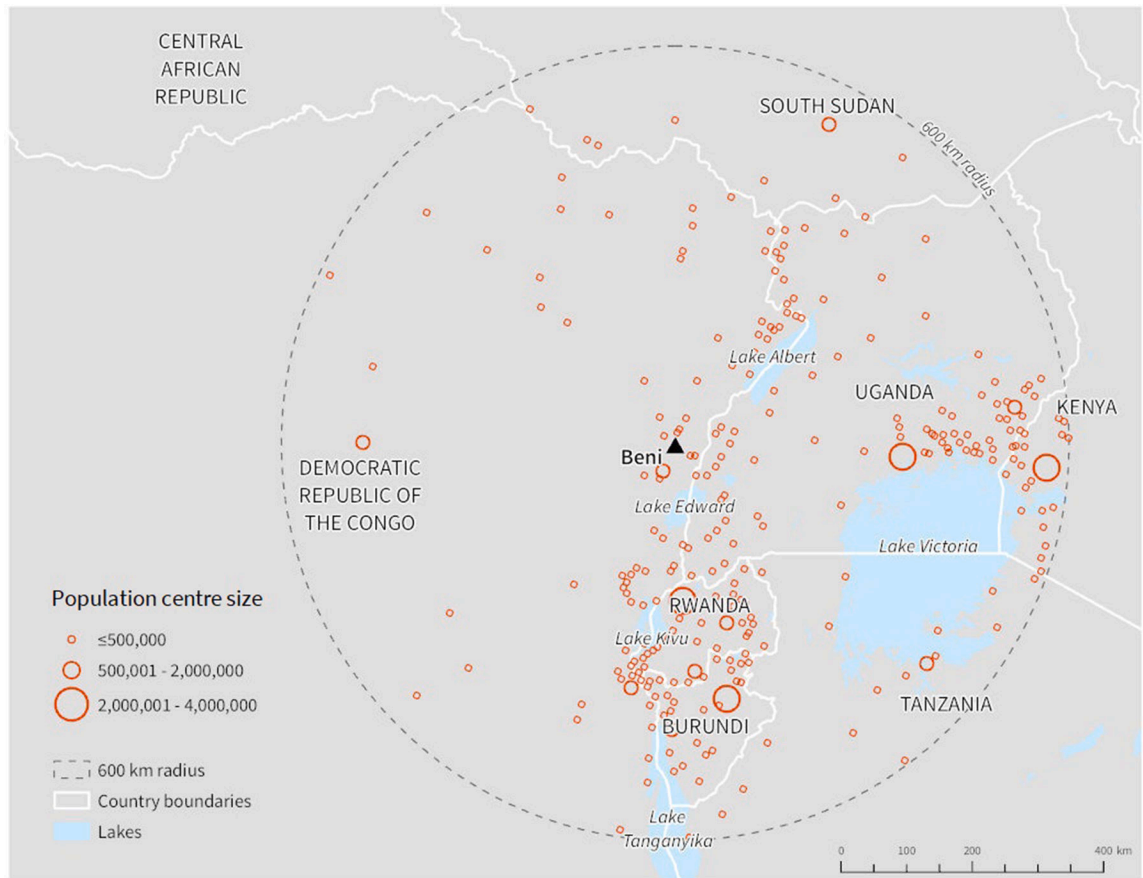 CENTRAL
AFRICAN
REPUBLIC
SOUTH SUDAN
600 km radius
Lake Albert
UGANDA
KENYA
Beni
DEMOCRATIC
REPUBLIC OF
THE CONGO
Lake Edward
Lake Victoria
Population centre size
RWANDA
≤500,000
Lake Kivu
500,001 - 2,000,000
2,000,001 - 4,000,000
TANZANIA
BURUNDI
600 km radius
Country boundaries
Lakes
Lake
Tanganyika
0 100 200 400 km